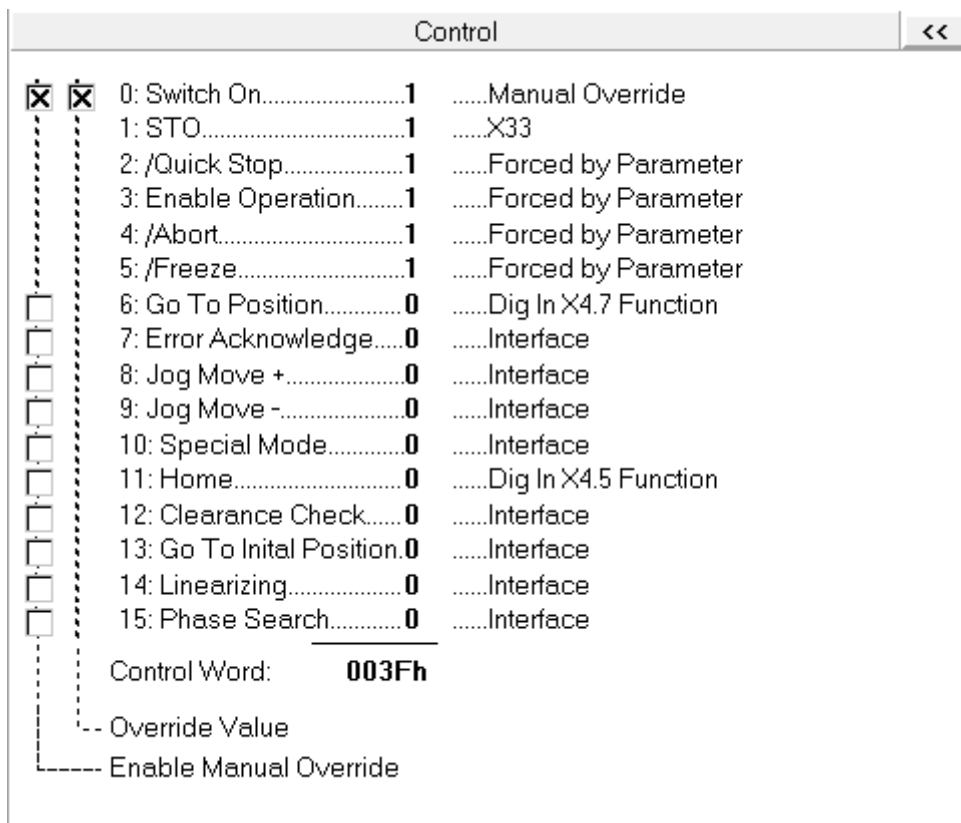 Control <<
0: Switch On.......................1 ......Manual Override
1: STO.................................1 .....X33
2: /Quick Stop....................1 ......Forced by Parameter
3: Enable Operation........1 ......Forced by Parameter
4: /Abort..............................1 ......Forced by Parameter
5: /Freeze...........................1 ......Forced by Parameter
6: Go To Position.............0 ......Dig In X4.7 Function
7: Error Acknowledge.....0 ......Interface
8: Jog Move +...................0 ......Interface
9: Jog Move -....................0 ......Interface
10: Special Mode............0 ......Interface
11: Home...........................0 ......Dig In X4.5 Function
12: Clearance Check......0 ......Interface
13: Go To Inital Position.0 ......Interface
14: Linearizing..................0 ......Interface
15: Phase Search............0 ......Interface
Control Word: 003Fh
Override Value
Enable Manual Override